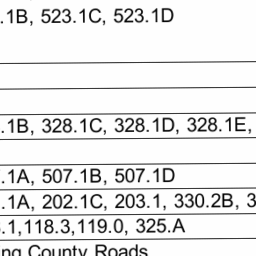 .1B, 523.1C, 523.1D
.1B, 328.1C, 328.1D, 328.1E,
.1A, 507.1B, 507.1D
.1A, 202.1C, 203.1, 330.2B, 3
.1,118.3,119.0, 325.A
ng County Roads